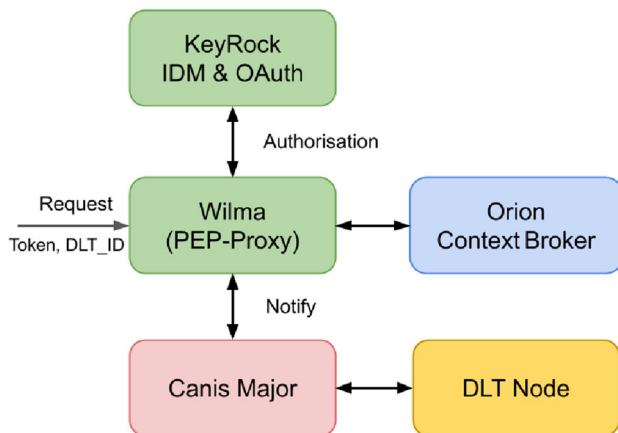 KeyRock
IDM & OAuth
Authorisation
Request
Token, DLT_ID
Wilma
(PEP-Proxy)
Orion
Context Broker
Notify
Canis Major
DLT Node